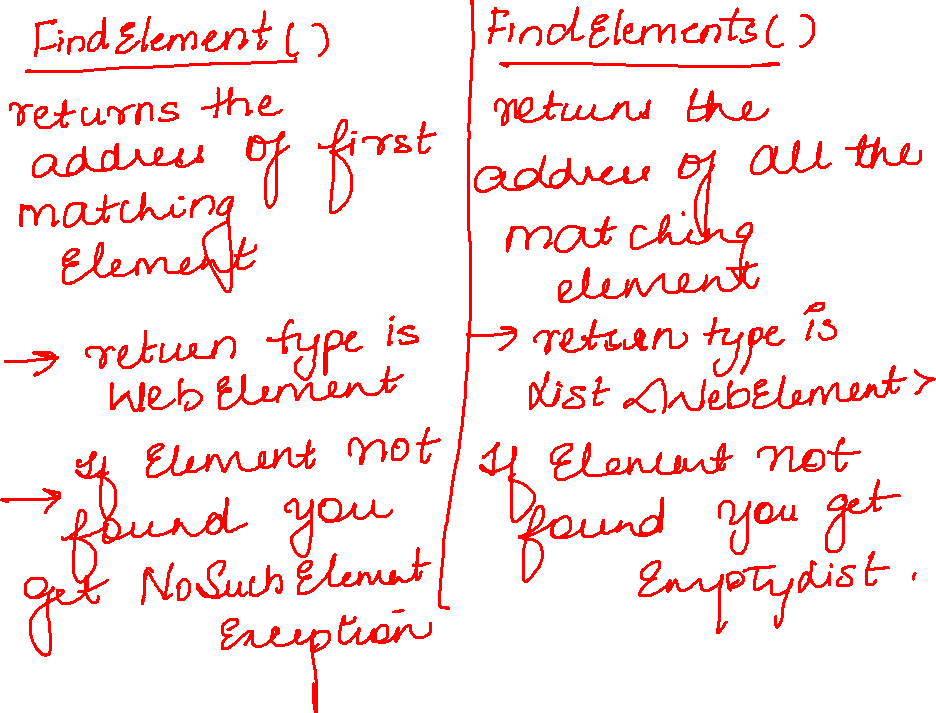 FindElement()
returns the
address of first
matching
Element
→ return type is
WebElement
→ If Element not
found you
get NoSuchElement
Exception
FindElements()
returns the
address of all the
matching
element
→ return type is
List <WebElement>
If Element not
found you get
EmptyList.